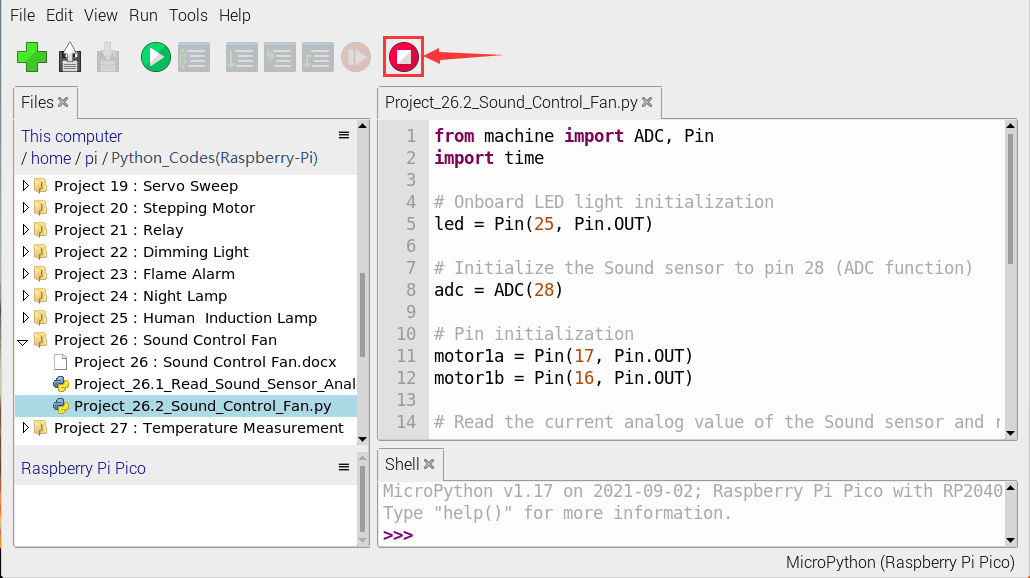 File Edit View Run Tools Help
Files
This computer
/ home / pi / Python_Codes(Raspberry-Pi)
Project 19 : Servo Sweep
Project 20 : Stepping Motor
Project 21 : Relay
Project 22 : Dimming Light
Project 23 : Flame Alarm
Project 24 : Night Lamp
Project 25 : Human Induction Lamp
Project 26 : Sound Control Fan
Project 26 : Sound Control Fan.docx
Project_26.1_Read_Sound_Sensor_Anal
Project_26.2_Sound_Control_Fan.py
Project 27 : Temperature Measurement
Raspberry Pi Pico
Project_26.2_Sound_Control_Fan.py
1 from machine import ADC, Pin
2 import time
3
4 # Onboard LED light initialization
5 led = Pin(25, Pin.OUT)
6
7 # Initialize the Sound sensor to pin 28 (ADC function)
8 adc = ADC(28)
9
10 # Pin initialization
11 motor1a = Pin(17, Pin.OUT)
12 motor1b = Pin(16, Pin.OUT)
13
14 # Read the current analog value of the Sound sensor and
Shell
MicroPython v1.17 on 2021-09-02; Raspberry Pi Pico with RP2040
Type "help()" for more information.
>>>
MicroPython (Raspberry Pi Pico)